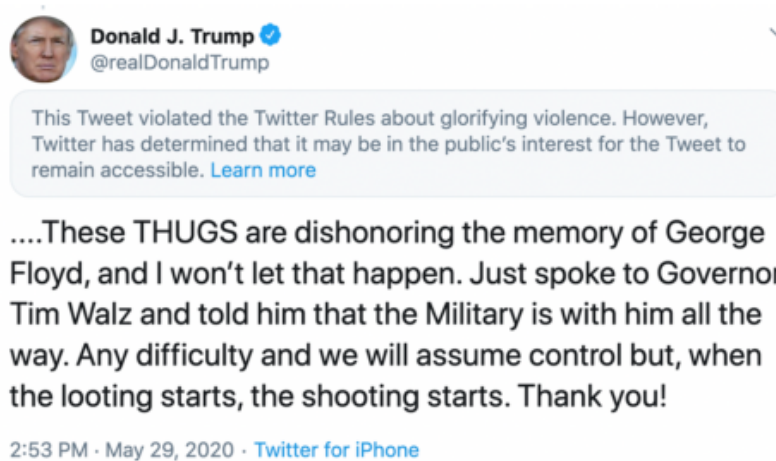 Donald J. Trump
@realDonaldTrump
This Tweet violated the Twitter Rules about glorifying violence. However,
Twitter has determined that it may be in the public's interest for the Tweet to
remain accessible. Learn more
....These THUGS are dishonoring the memory of George
Floyd, and I won't let that happen. Just spoke to Governor
Tim Walz and told him that the Military is with him all the
way. Any difficulty and we will assume control but, when
the looting starts, the shooting starts. Thank you!
2:53 PM · May 29, 2020 · Twitter for iPhone